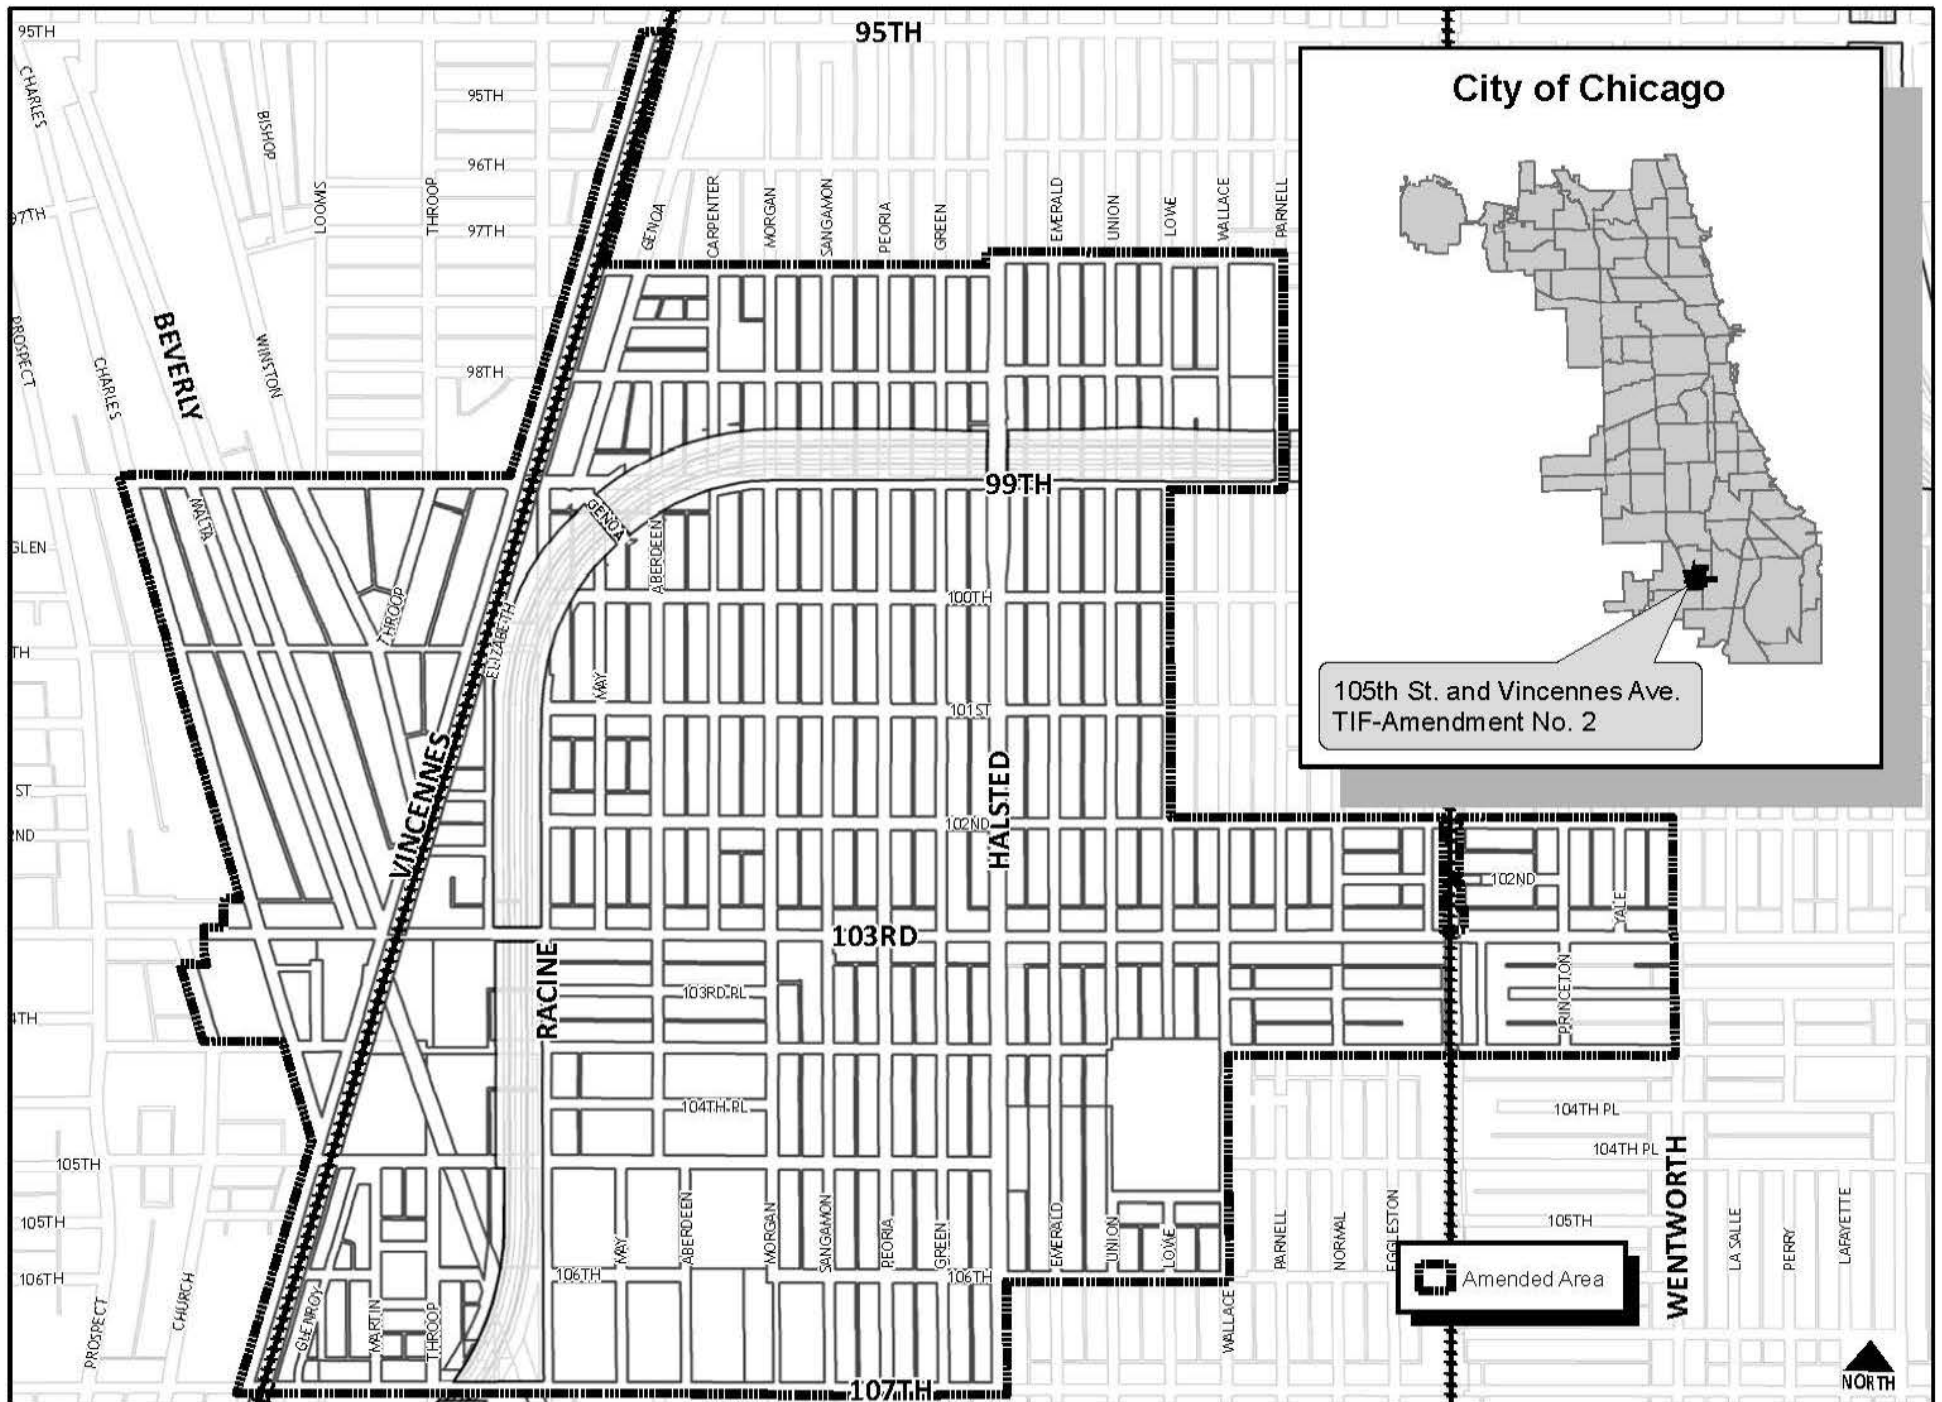 95TH
95TH
CHARLES
BISHOP
95TH
96TH
LOOMIS
THROOP
97TH
97TH
GENOA
CARPENTER
MORGAN
SANGAMON
PEORIA
GREEN
EMERALD
UNION
LOWE
WALLACE
PARNELL
City of Chicago
105th St. and Vincennes Ave.
TIF-Amendment No. 2
PROSPECT
CHARLES
BEVERLY
WINSTON
98TH
99TH
MALTA
GENOA
ABERDEEN
GLEN
THROOP
ELIZABETH
100TH
TH
MAY
101ST
VINCENNES
HALSTED
ST
2ND
102ND
102ND
YALE
103RD
RACINE
103RD PL
PRINCETON
4TH
104TH PL
104TH PL
104TH PL
105TH
WENTWORTH
105TH
105TH
MAY
ABERDEEN
MORGAN
SANGAMON
PEORIA
GREEN
EMERALD
UNION
LOWE
PARNELL
NORMAL
EGGLESTON
LA SALLE
PERRY
LAFAYETTE
106TH
106TH
106TH
Amended Area
PROSPECT
CHURCH
GLENROY
MARTIN
THROOP
WALLACE
107TH
NORTH